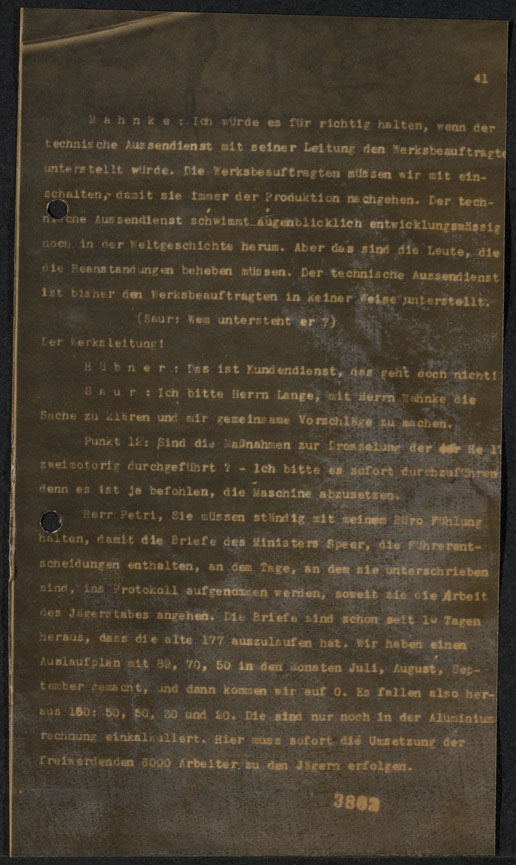 41
M a h n k e : Ich würde es für richtig halten, wenn der
technische Aussendienst mit seiner Leitung den Werksbeauftragte
unterstellt würde. Die Werksbeauftragten müssen wir mit ein-
schalten, damit sie immer der Produktion nachgehen. Der tech-
nische Aussendienst schwimmt augenblicklich entwicklungsmässig
noch in der Weltgeschichte herum. Aber das sind die Leute, die
die Beanstandungen beheben müssen. Der technische Aussendienst
ist bisher den Werksbeauftragten in keiner Weise unterstellt.
(Saur: Wem untersteht er ?)
Der Werksleitung!
H ü b n e r : Das ist Kundendienst, das geht doch nicht!
S a u r : Ich bitte Herrn Lange, mit Herrn Mahnke die
Sache zu klären und mir gemeinsame Vorschläge zu machen.
Punkt 12: Sind die Maßnahmen zur Drosselung der He 17
zweimotorig durchgeführt ? - Ich bitte es sofort durchzuführen
denn es ist ja befohlen, die Maschine abzusetzen.
Herr Petri, Sie müssen ständig mit meinem Büro Fühlung
halten, damit die Briefe des Ministers Speer, die Führerent-
scheidungen enthalten, an dem Tage, an dem sie unterschrieben
sind, ins Protokoll aufgenommen werden, soweit sie die Arbeit
des Jägerstabes angehen. Die Briefe sind schon seit 10 Tagen
heraus, dass die alte 177 auszulaufen hat. Wir haben einen
Auslaufplan mit 80, 70, 50 in den Monaten Juli, August, Sep-
tember gemacht, und dann kommen wir auf 0. Es fallen also her-
aus 160: 50, 50, 30 und 20. Die sind nur noch in der Aluminium
rechnung einkalkuliert. Hier muss sofort die Umsetzung der
freiwerdenden 6000 Arbeiter zu den Jägern erfolgen.
3802